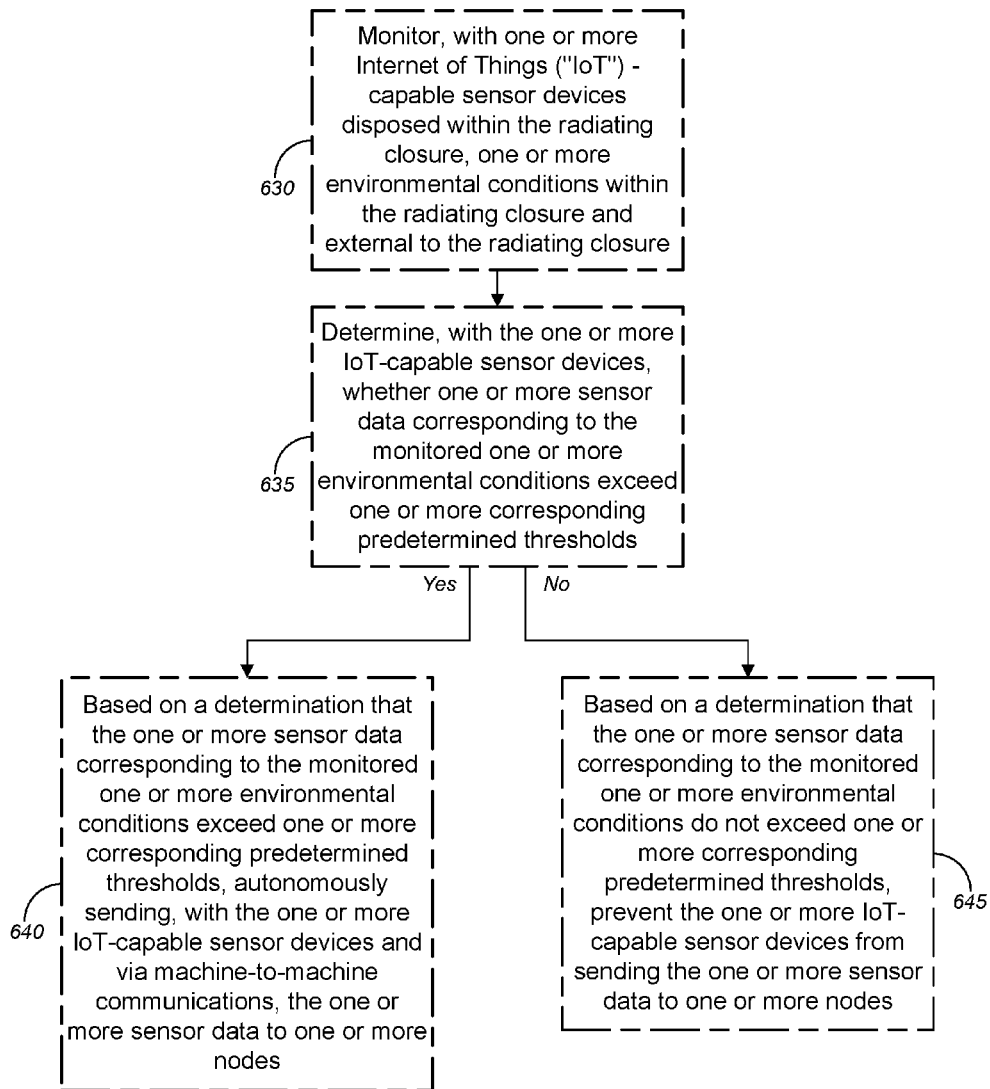 Monitor, with one or more
Internet of Things ("IoT") -
capable sensor devices
disposed within the radiating
closure, one or more
environmental conditions within
the radiating closure and
external to the radiating closure
630
Determine, with the one or more
IoT-capable sensor devices,
whether one or more sensor
data corresponding to the
monitored one or more
environmental conditions exceed
one or more corresponding
predetermined thresholds
635
Yes
No
Based on a determination that
the one or more sensor data
corresponding to the monitored
one or more environmental
conditions exceed one or more
corresponding predetermined
thresholds, autonomously
sending, with the one or more
IoT-capable sensor devices and
via machine-to-machine
communications, the one or
more sensor data to one or more
nodes
640
Based on a determination that
the one or more sensor data
corresponding to the monitored
one or more environmental
conditions do not exceed one or
more corresponding
predetermined thresholds,
prevent the one or more IoT-
capable sensor devices from
sending the one or more sensor
data to one or more nodes
645